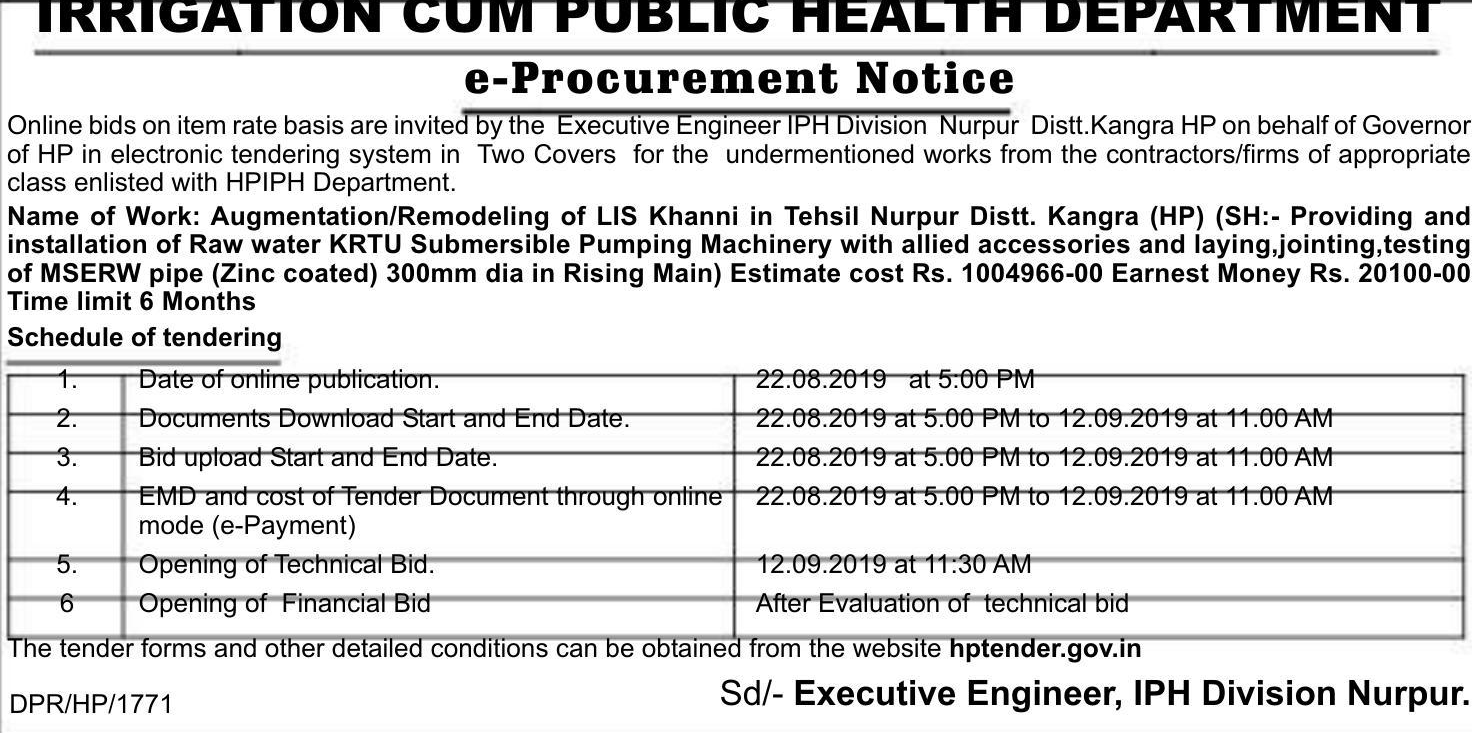 IRRIGATION CUM PUBLIC HEALTH DEPARTMENT
e-Procurement Notice
Online bids on item rate basis are invited by the Executive Engineer IPH Division Nurpur Distt.Kangra HP on behalf of Governor
of HP in electronic tendering system in Two Covers for the undermentioned works from the contractors/firms of appropriate
class enlisted with HPIPH Department.
Name of Work: Augmentation/Remodeling of LIS Khanni in Tehsil Nurpur Distt. Kangra (HP) (SH:- Providing and
installation of Raw water KRTU Submersible Pumping Machinery with allied accessories and laying,jointing,testing
of MSERW pipe (Zinc coated) 300mm dia in Rising Main) Estimate cost Rs. 1004966-00 Earnest Money Rs. 20100-00
Time limit 6 Months
Schedule of tendering
1. Date of online publication. 22.08.2019 at 5:00 PM
2. Documents Download Start and End Date. 22.08.2019 at 5.00 PM to 12.09.2019 at 11.00 AM
3. Bid upload Start and End Date. 22.08.2019 at 5.00 PM to 12.09.2019 at 11.00 AM
4. EMD and cost of Tender Document through online 22.08.2019 at 5.00 PM to 12.09.2019 at 11.00 AM
mode (e-Payment)
5. Opening of Technical Bid. 12.09.2019 at 11:30 AM
6 Opening of Financial Bid After Evaluation of technical bid
The tender forms and other detailed conditions can be obtained from the website hptender.gov.in
Sd/- Executive Engineer, IPH Division Nurpur.
DPR/HP/1771